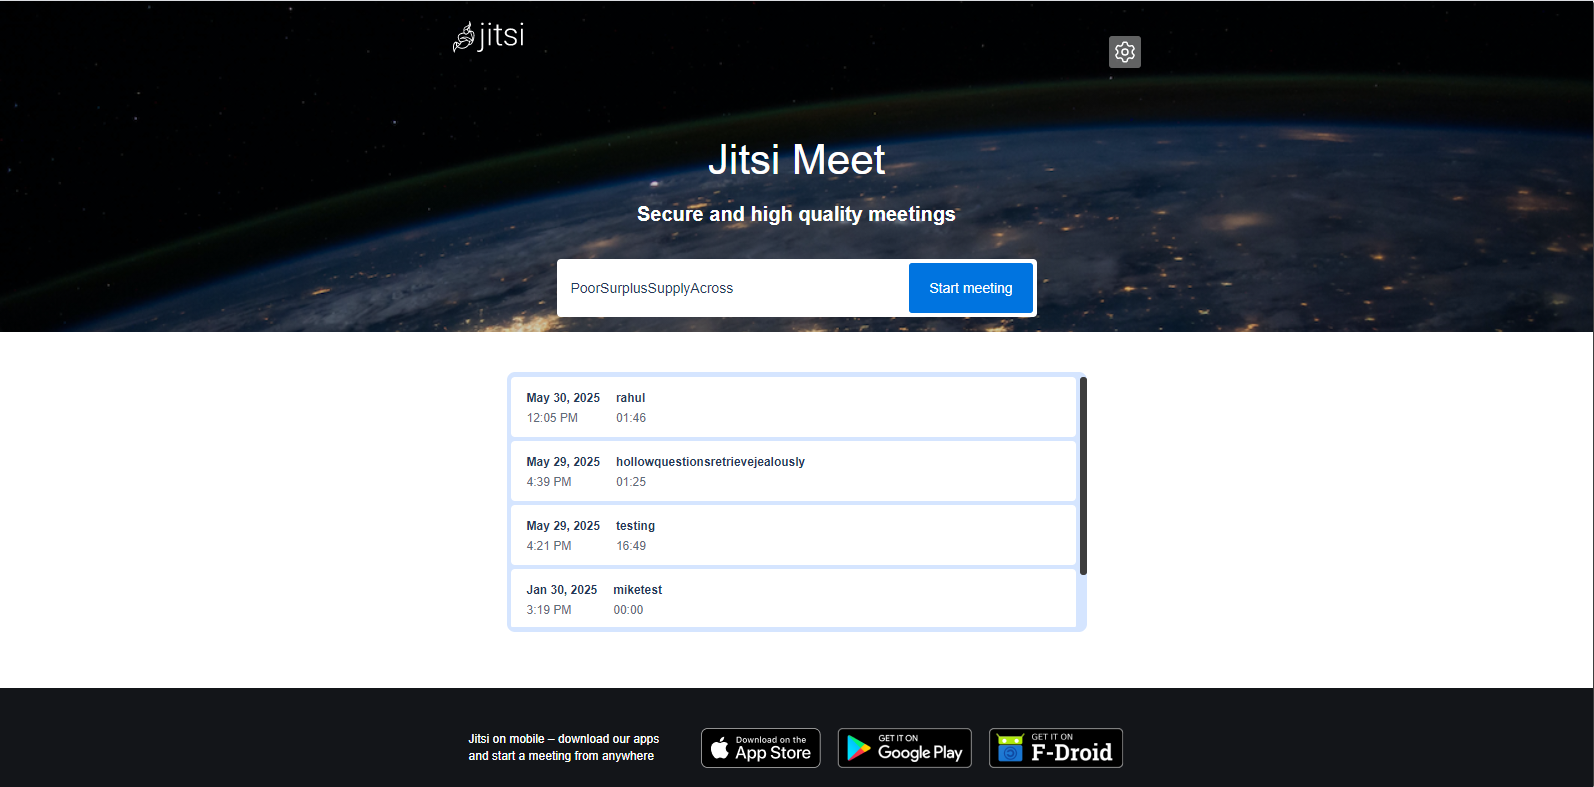 jitsi
Jitsi Meet
Secure and high quality meetings
PoorSurplusSupplyAcross
Start meeting
May 30, 2025 rahul
12:05 PM 01:46
May 29, 2025 hollowquestionsretrievejealously
4:39 PM 01:25
May 29, 2025 testing
4:21 PM 16:49
Jan 30, 2025 miketest
3:19 PM 00:00
Jitsi on mobile – download our apps
and start a meeting from anywhere
Download on the
App Store
GET IT ON
Google Play
GET IT ON
F-Droid